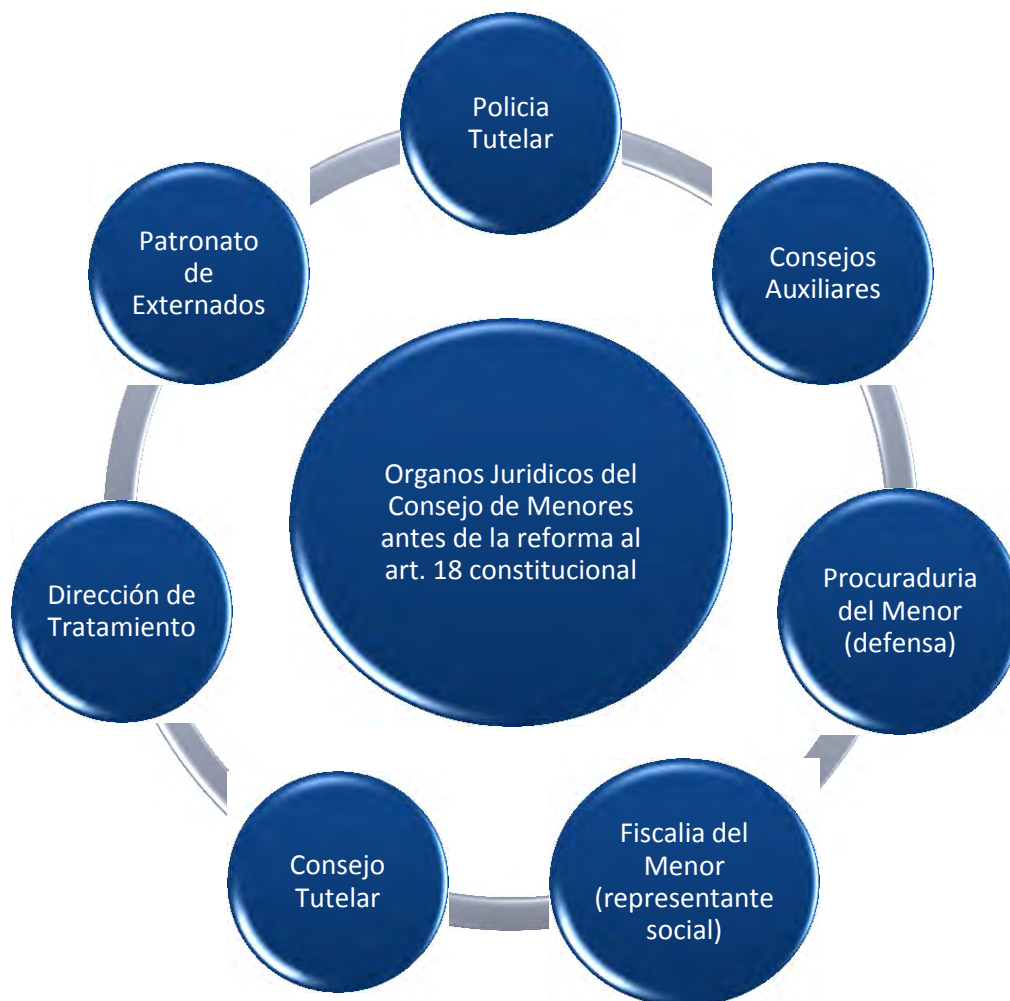 Policia
Tutelar
Consejos
Auxiliares
Procuraduria
del Menor
(defensa)
Fiscalia del
Menor
(representante
social)
Consejo
Tutelar
Dirección de
Tratamiento
Patronato
de
Externados
Organos Juridicos del
Consejo de Menores
antes de la reforma al
art. 18 constitucional